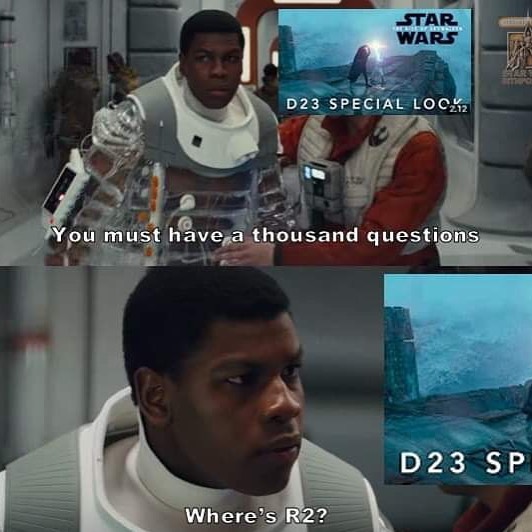 STAR
WARS
D23 SPECIAL LOOK
2:12
You must have a thousand questions
D23 SP
Where's R2?